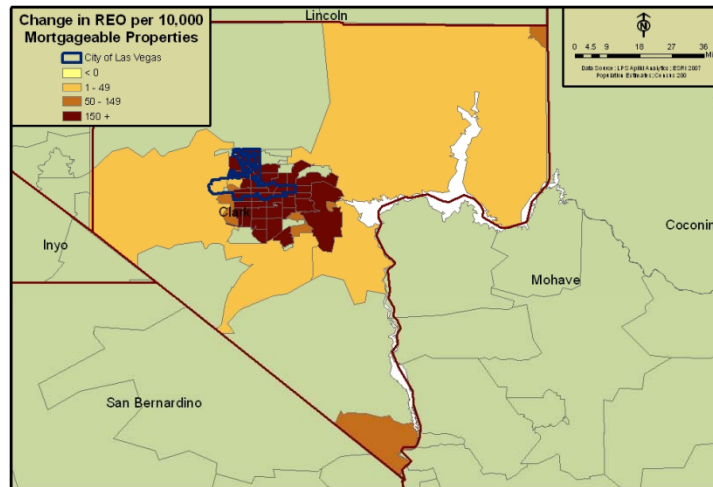 Change in REO per 10,000
Mortgageable Properties
City of Las Vegas
< 0
1 - 49
50 - 149
150 +
Lincoln
N
0 4.5 9 18 27 36
Clark
Inyo
Mohave
Coconin
San Bernardino